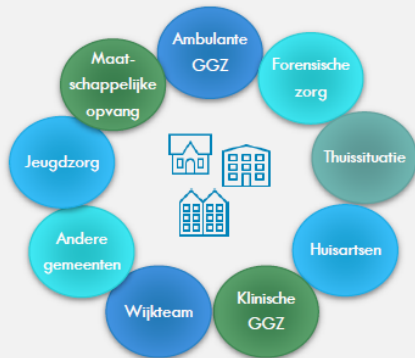 Ambulante
GGZ
Forensische
zorg
Thuissituatie
Huisartsen
Klinische
GGZ
Wijkteam
Andere
gemeenten
Jeugdzorg
Maat-
schappelijke
opvang